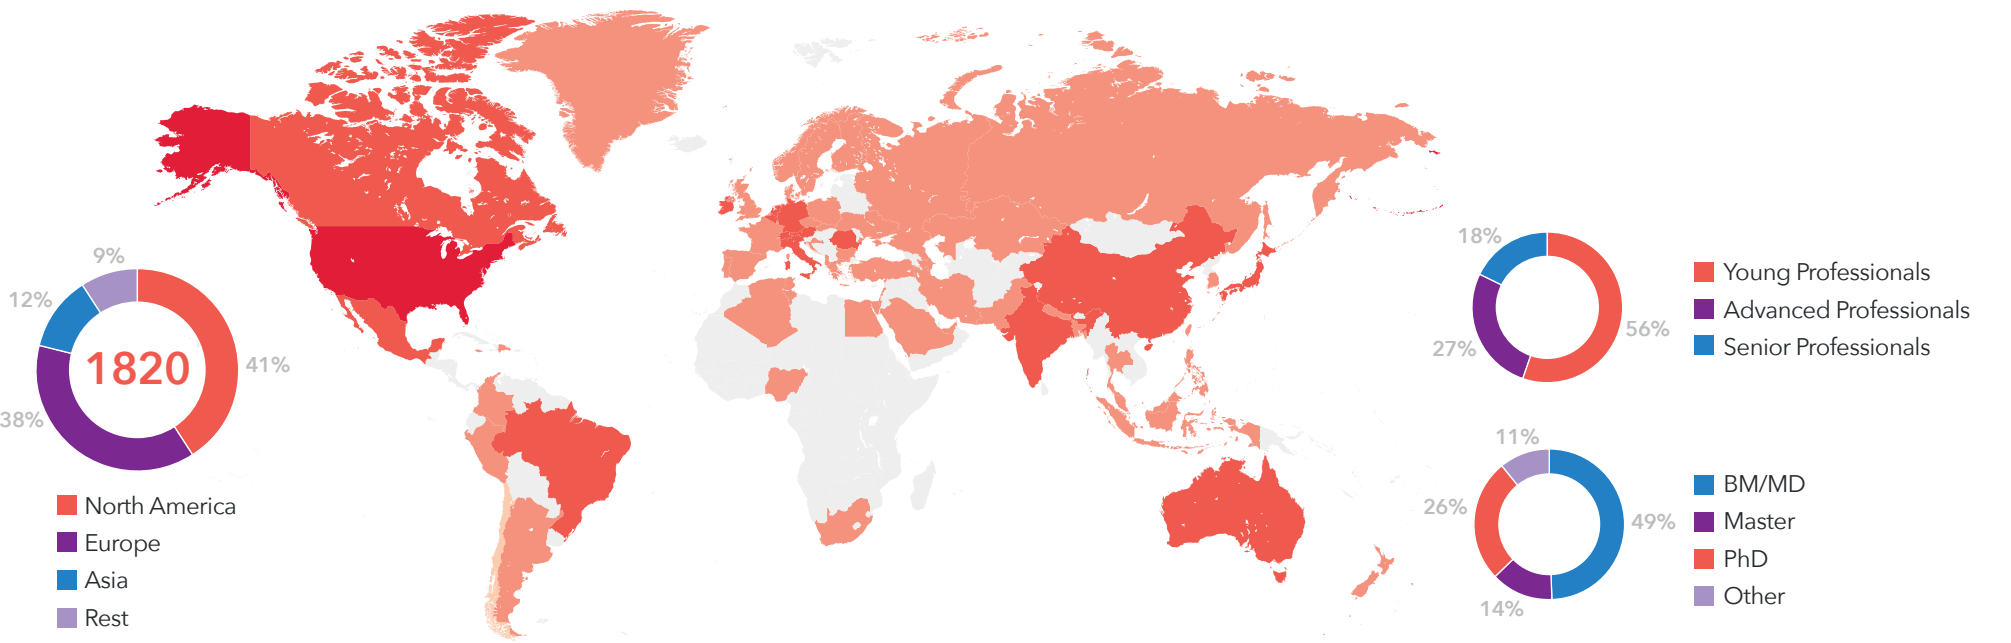 9%
12%
1820
41%
38%
North America
Europe
Asia
Rest
18%
56%
27%
Young Professionals
Advanced Professionals
Senior Professionals
11%
26%
49%
14%
BM/MD
Master
PhD
Other